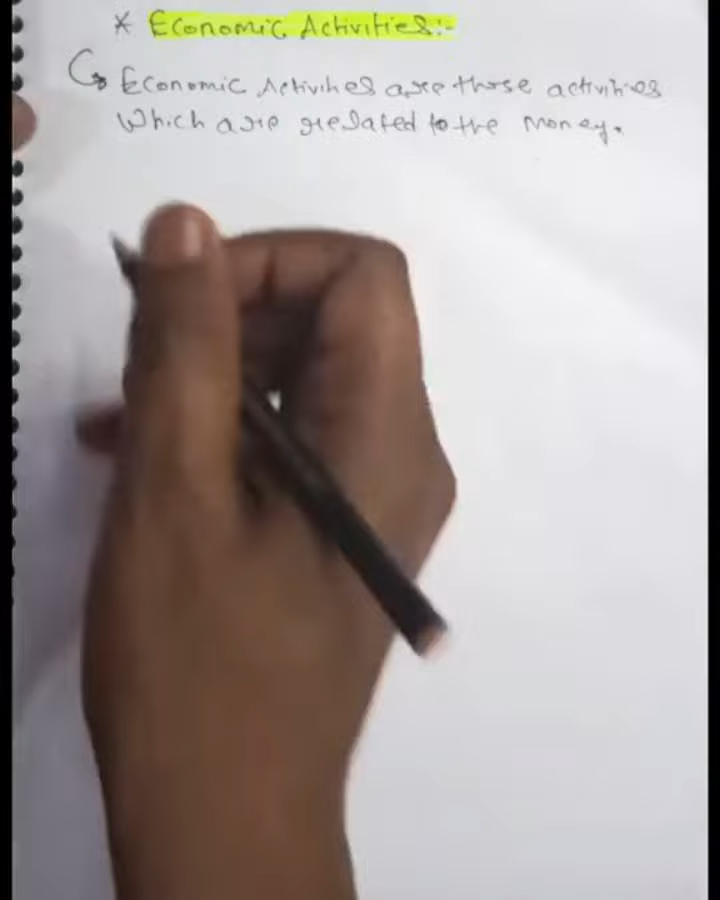 * Economic Activities:-
↳ Economic Activities are those activities
which are related to the money.